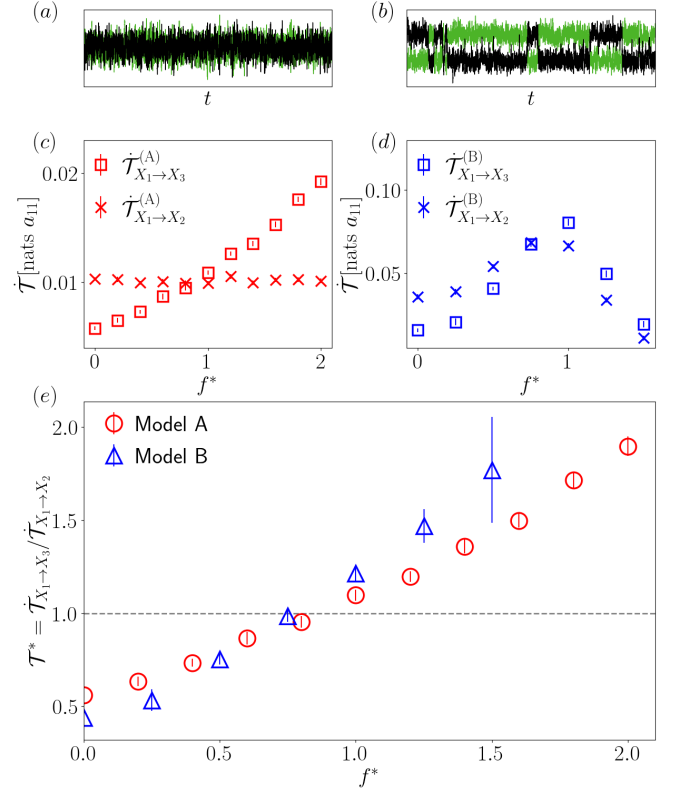 (a)
(b)
t
t
(c)
(d)
𝒯̇^(A)_{X₁→X₃}
𝒯̇^(A)_{X₁→X₂}
𝒯̇^(B)_{X₁→X₃}
𝒯̇^(B)_{X₁→X₂}
0.02
0.01
𝒯̇[nats a₁₁]
0 1 2
f*
0.10
0.05
𝒯̇[nats a₁₁]
0 1
f*
(e)
Model A
Model B
2.0
1.5
1.0
0.5
𝒯* = 𝒯̇_{X₁→X₃}/𝒯̇_{X₁→X₂}
0.0 0.5 1.0 1.5 2.0
f*